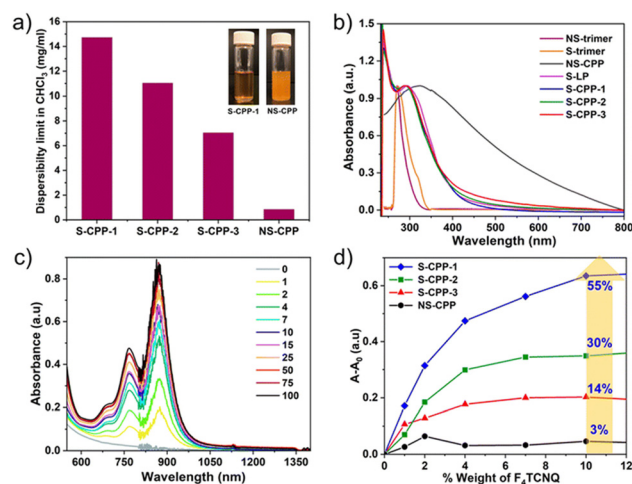 a)
Dispersibility limit in CHCl3 (mg/ml)
16
14
12
10
8
6
4
2
0
S-CPP-1
NS-CPP
S-CPP-1
S-CPP-2
S-CPP-3
NS-CPP
b)
Absorbance (a.u.)
1.5
1.0
0.5
0.0
NS-trimer
S-trimer
NS-CPP
S-LP
S-CPP-1
S-CPP-2
S-CPP-3
300
400
500
600
700
800
Wavelength (nm)
c)
Absorbance (a.u)
0.8
0.6
0.4
0.2
0.0
0
1
2
4
7
10
15
25
50
75
100
600
750
900
1050
1200
1350
Wavelength (nm)
d)
A-A0
0.6
0.4
0.2
0.0
S-CPP-1
S-CPP-2
S-CPP-3
NS-CPP
55%
30%
14%
3%
0
2
4
6
8
10
12
% Weight of F4TCNQ